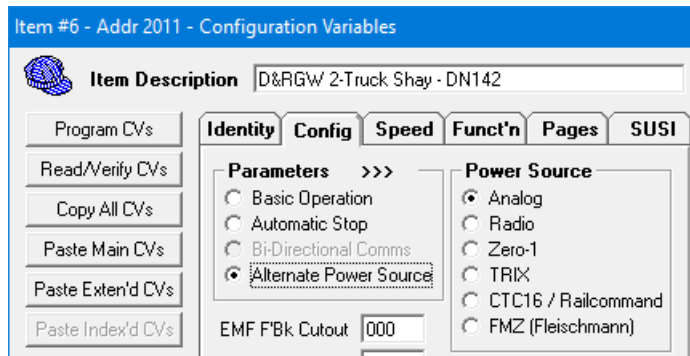 Item #6 - Addr 2011 - Configuration Variables
Item Description D&RGW 2-Truck Shay - DN142
Program CVs
Read/Verify CVs
Copy All CVs
Paste Main CVs
Paste Exten'd CVs
Paste Index'd CVs
Identity Config Speed Funct'n Pages SUSI
Parameters >>>
Basic Operation
Automatic Stop
Bi-Directional Comms
Alternate Power Source
EMF F'Bk Cutout 000
Power Source
Analog
Radio
Zero-1
TRIX
CTC16 / Railcommand
FMZ (Fleischmann)